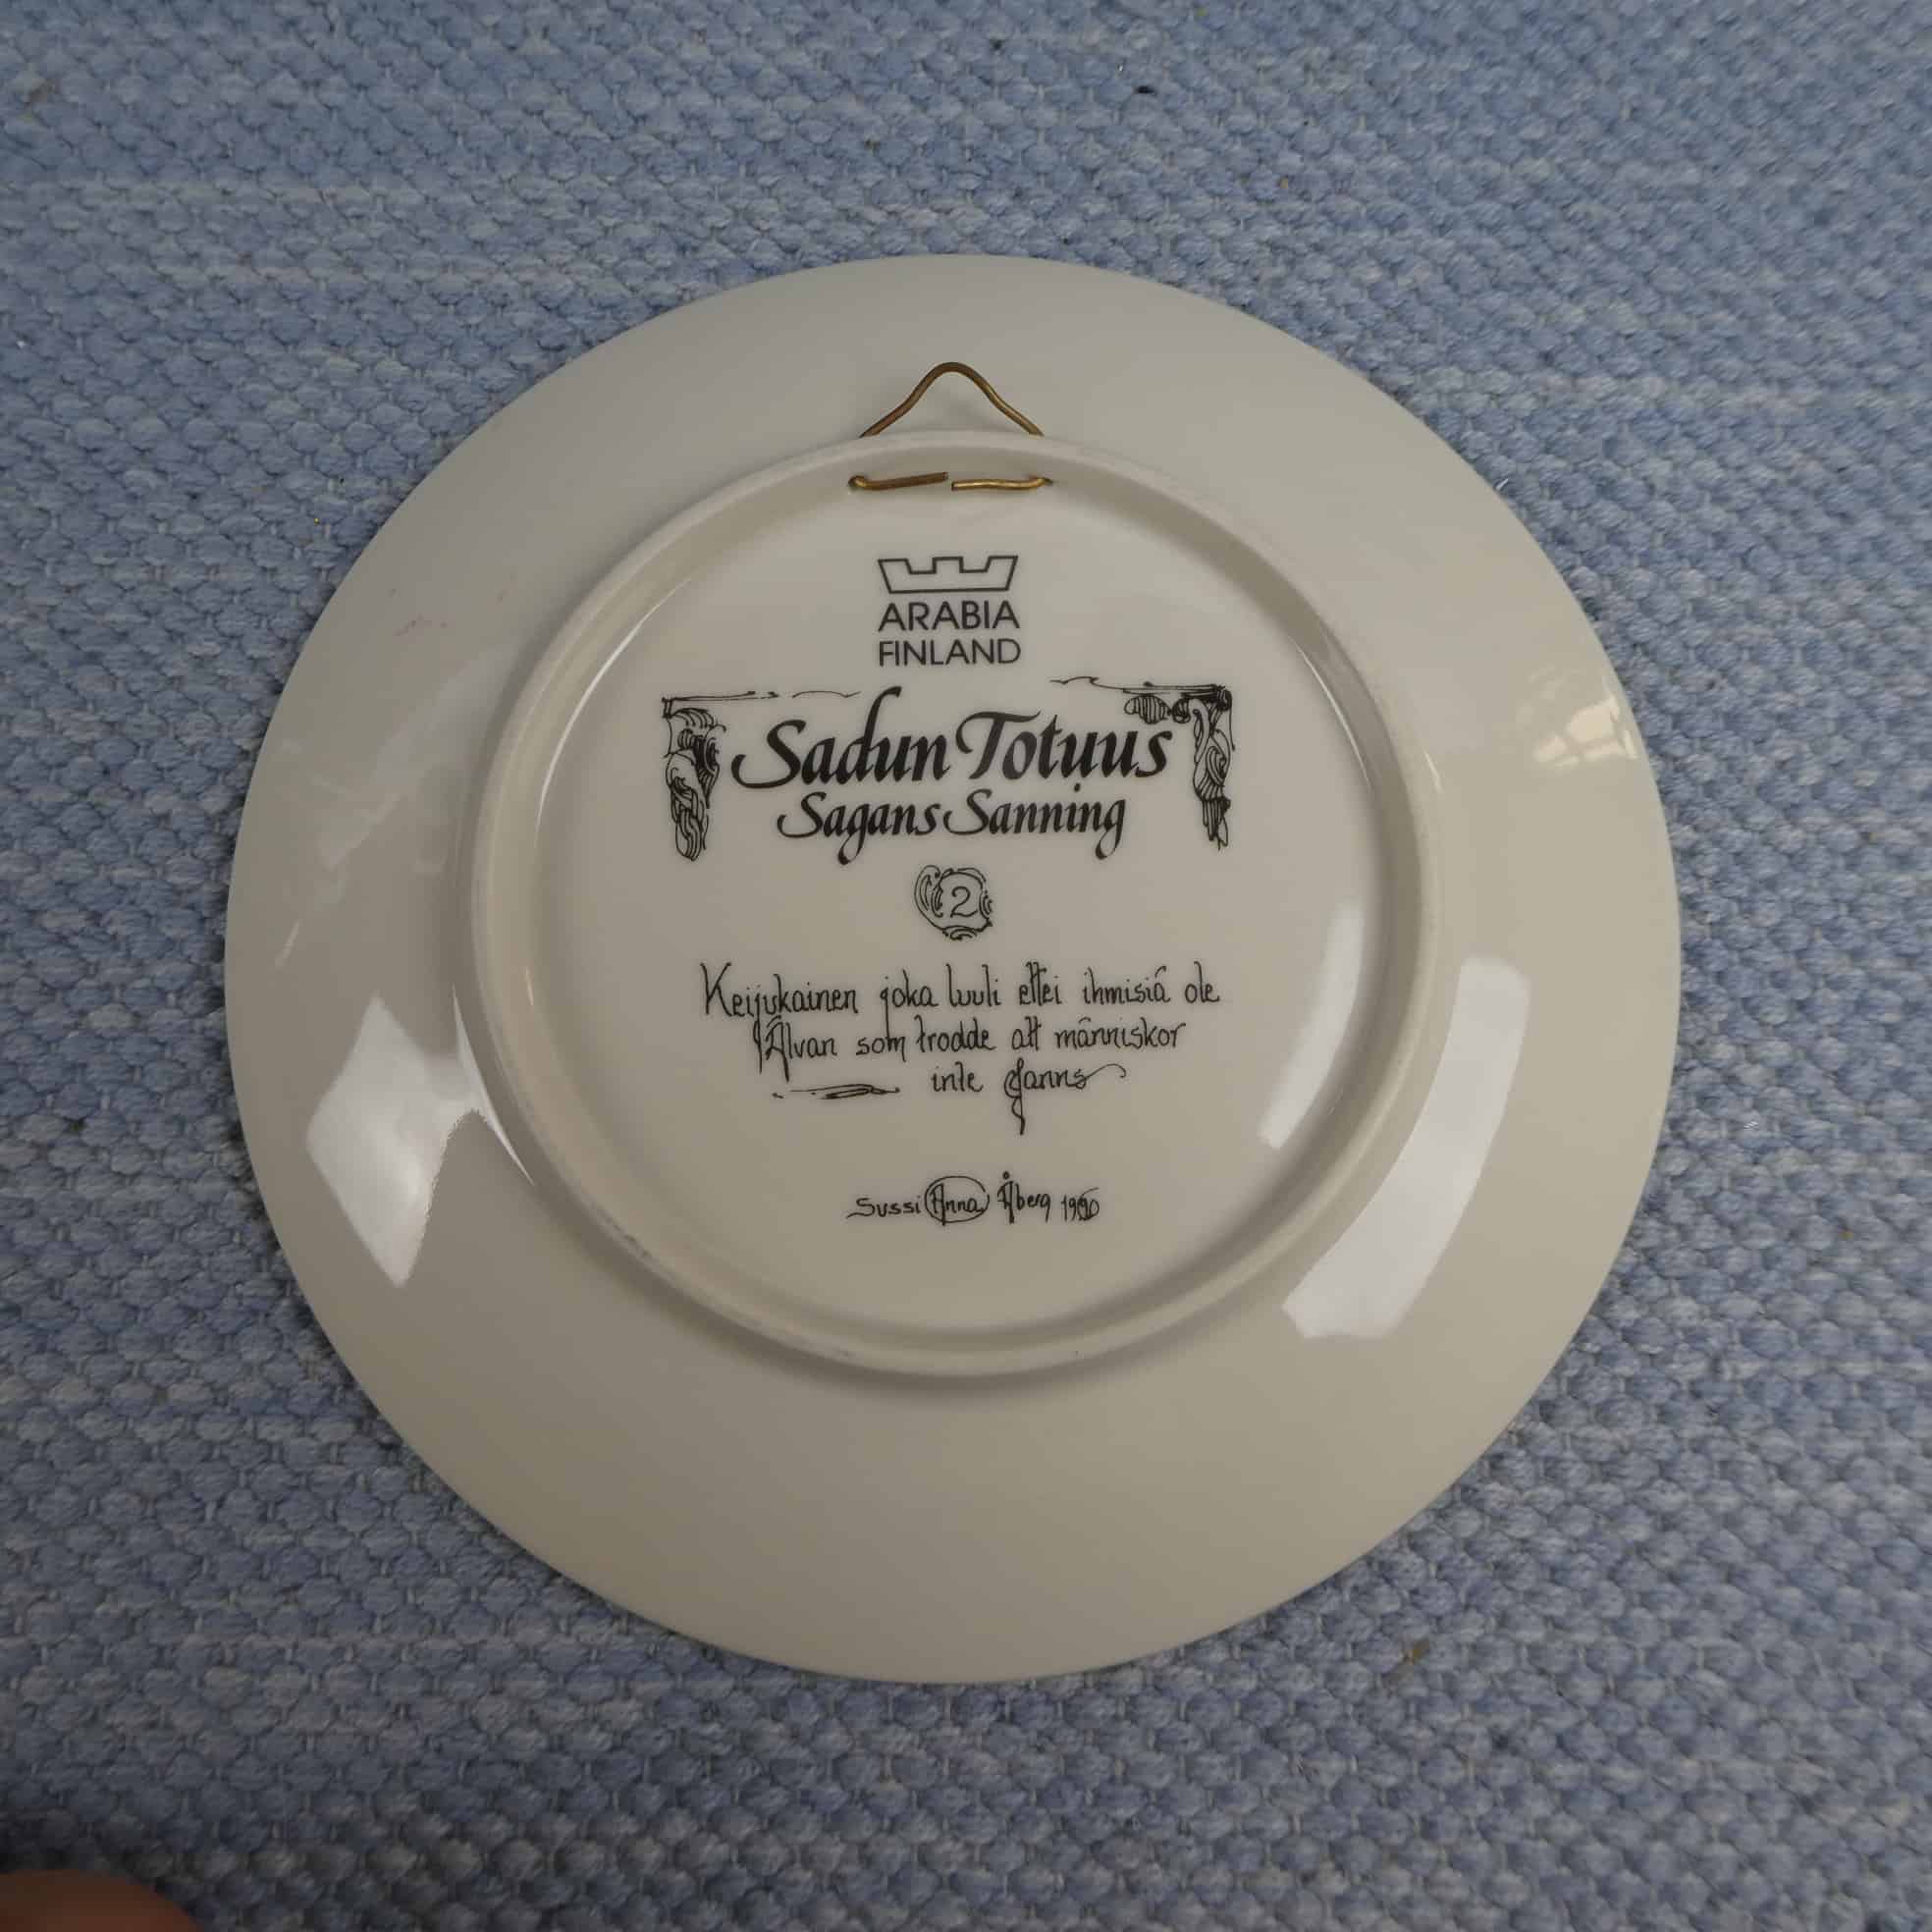 ARABIA
FINLAND
Sadun Totuus
Sagans Sanning
2
Keijukainen joka luuli ettei ihmisiä ole
Älvan som trodde att människor
inte fanns
Sussi Anna Åberg 1990